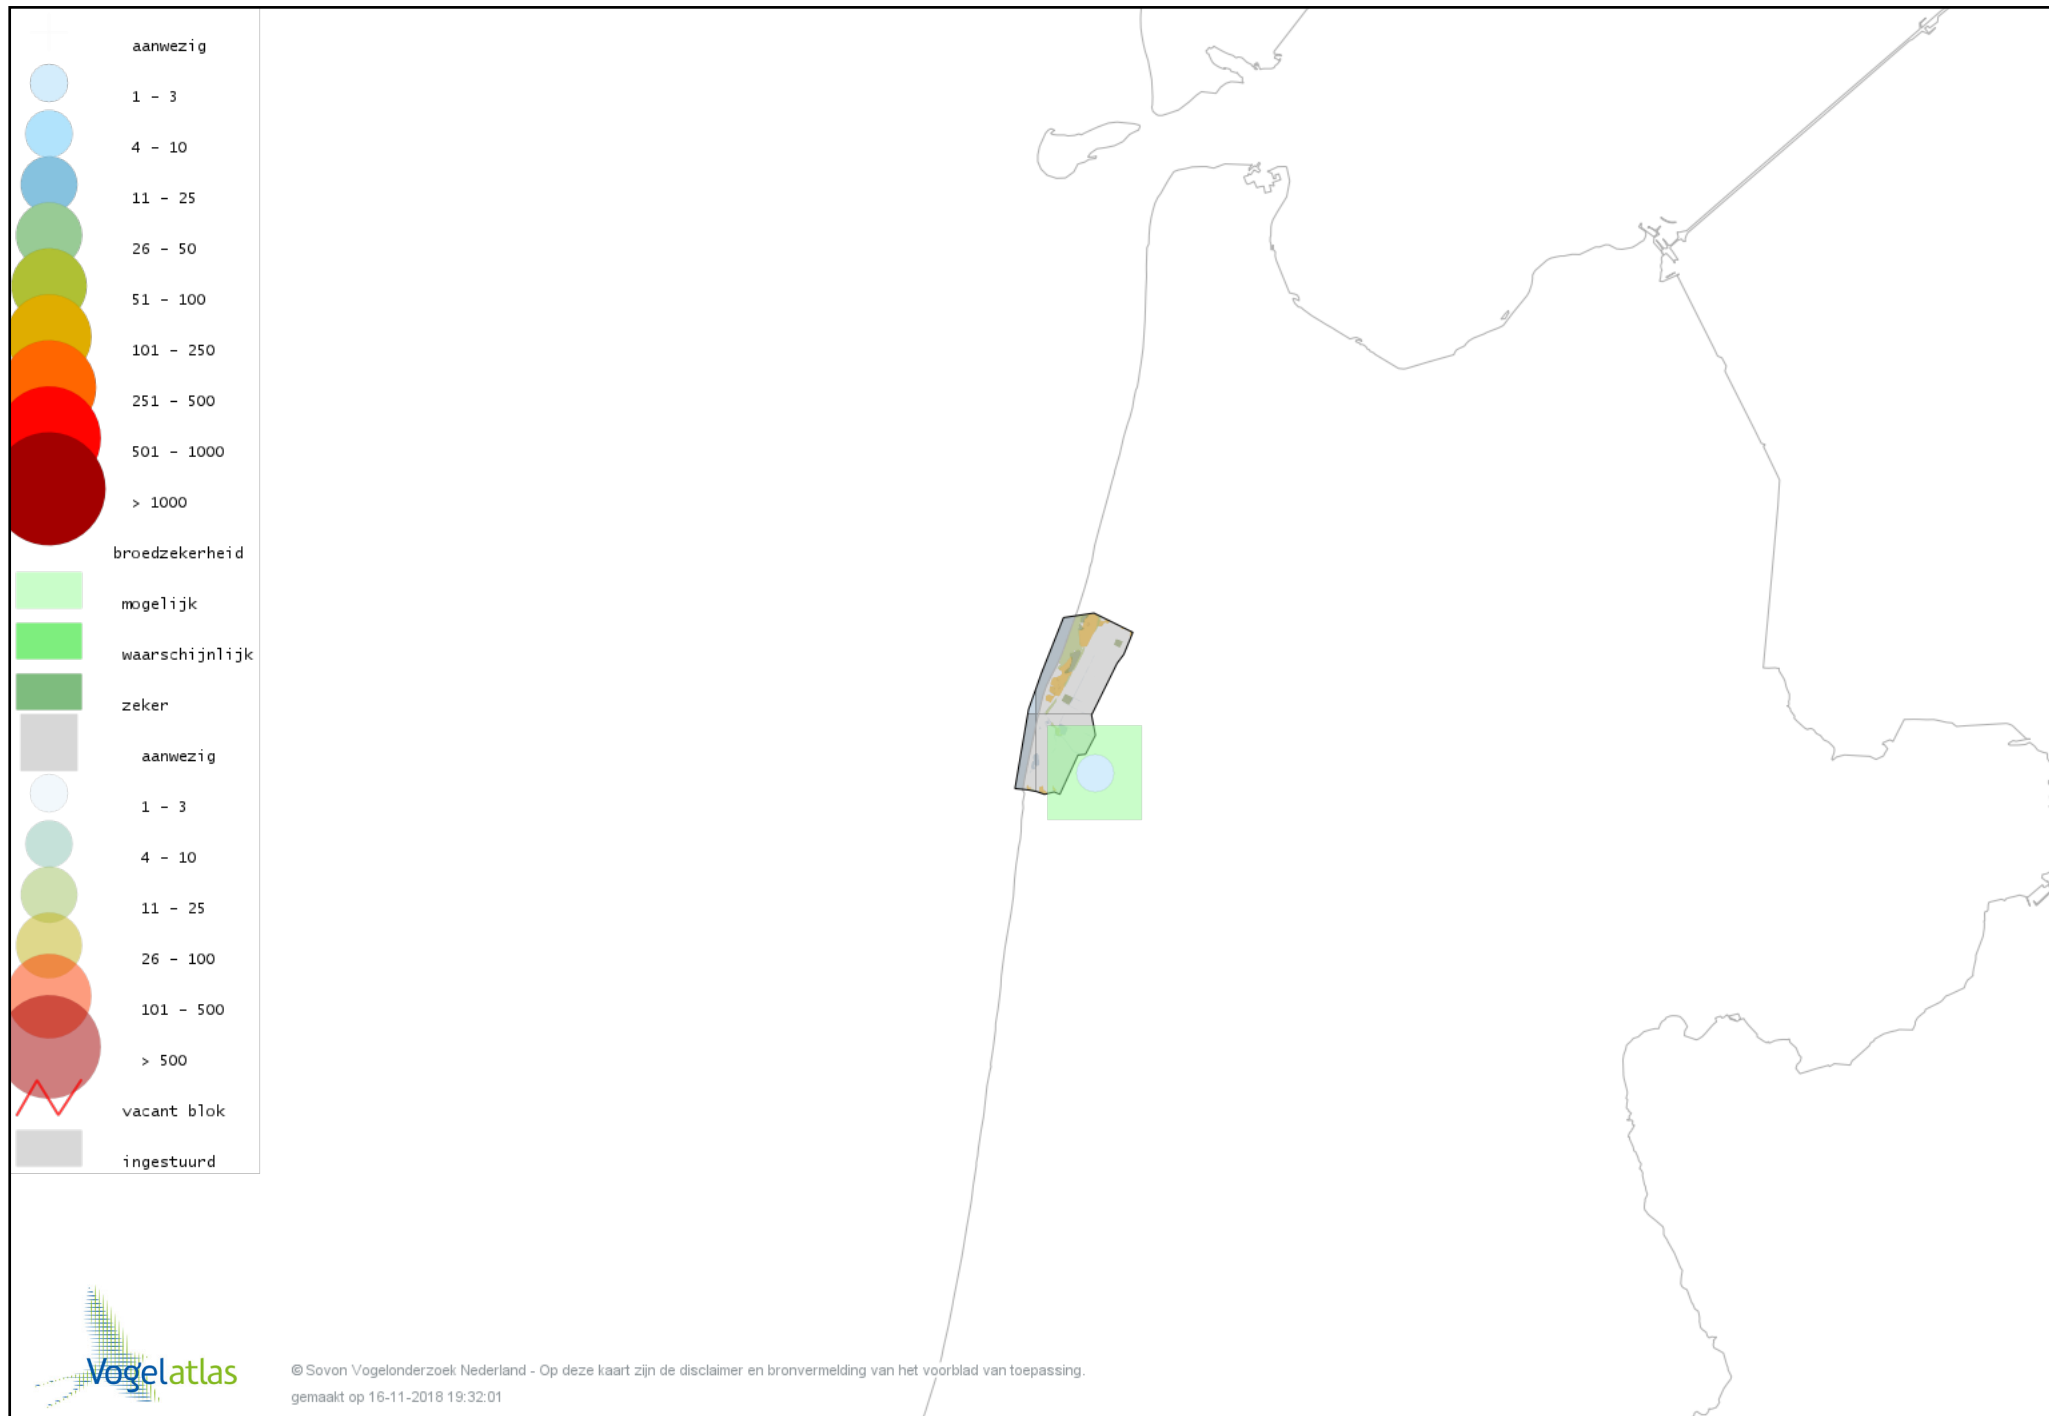 aanwezig
1 - 3
4 - 10
11 - 25
26 - 50
51 - 100
101 - 250
251 - 500
501 - 1000
> 1000
broedzekerheid
mogelijk
waarschijnlijk
zeker
aanwezig
1 - 3
4 - 10
11 - 25
26 - 100
101 - 500
> 500
vacant blok
ingestuurd
Vogelatlas
© Sovon Vogelonderzoek Nederland - Op deze kaart zijn de disclaimer en bronvermelding van het voorblad van toepassing.
gemaakt op 16-11-2018 19:32:01